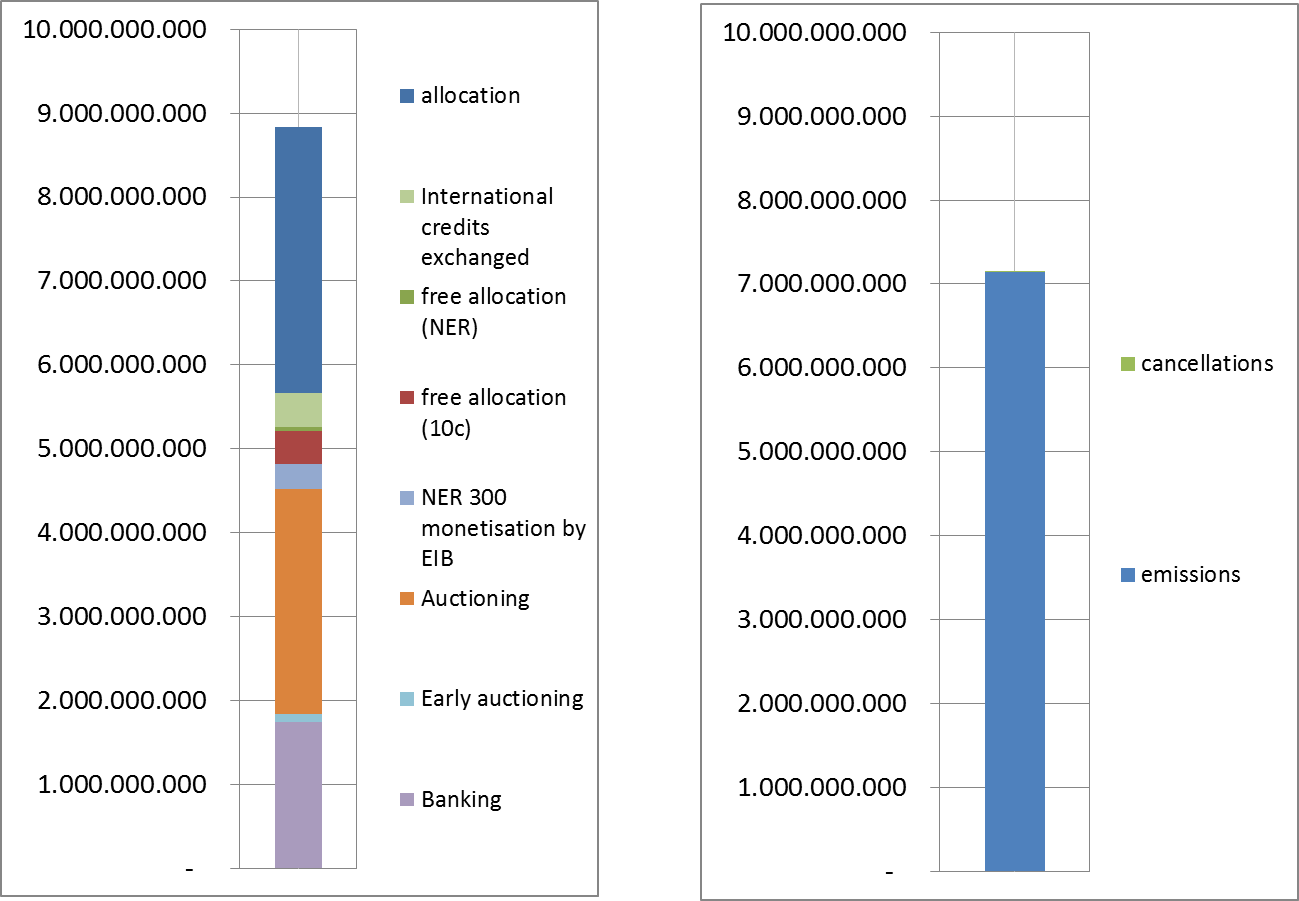 10.000.000.000
9.000.000.000
8.000.000.000
7.000.000.000
6.000.000.000
5.000.000.000
4.000.000.000
3.000.000.000
2.000.000.000
1.000.000.000
-
allocation
International
credits
exchanged
free allocation
(NER)
free allocation
(10c)
NER 300
monetisation by
EIB
Auctioning
Early auctioning
Banking
10.000.000.000
9.000.000.000
8.000.000.000
7.000.000.000
6.000.000.000
5.000.000.000
4.000.000.000
3.000.000.000
2.000.000.000
1.000.000.000
-
cancellations
emissions